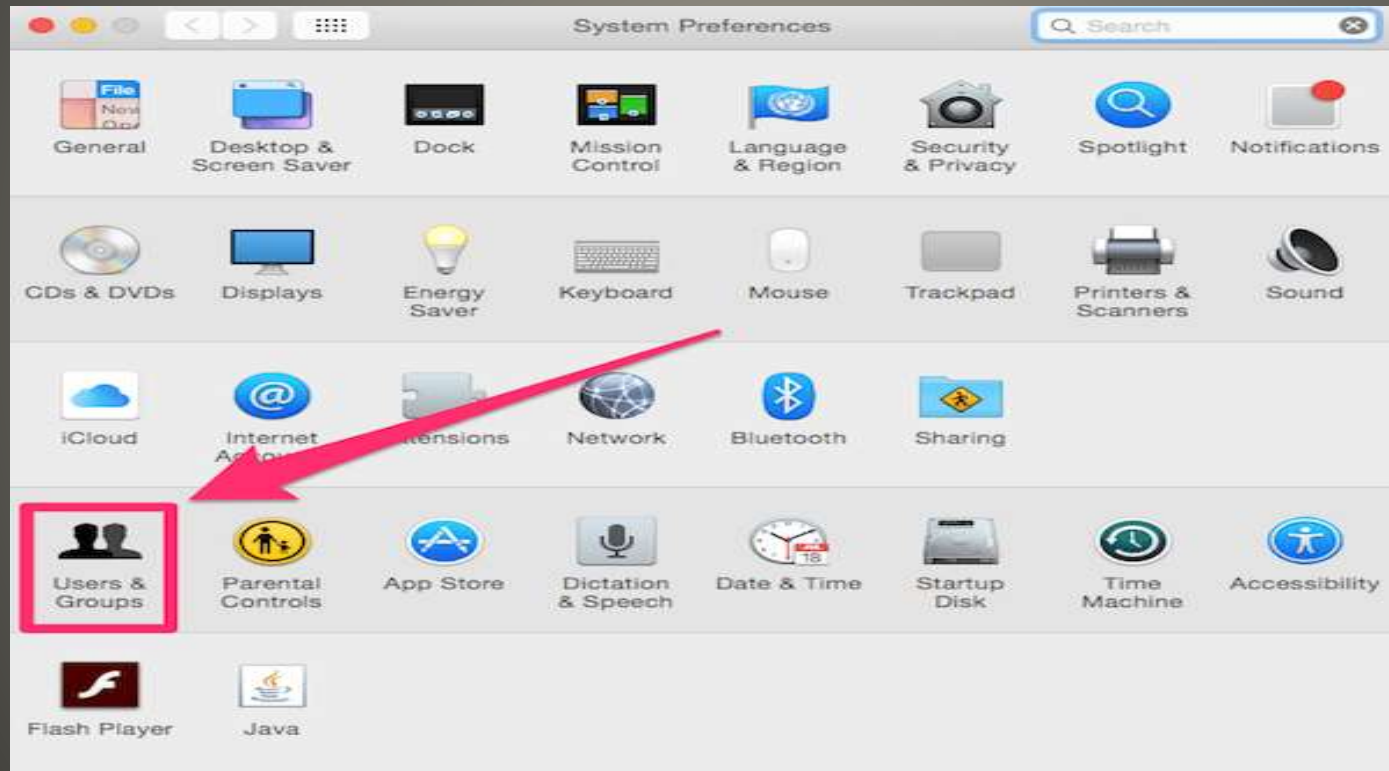 System Preferences
Search
File
New
General
Desktop &
Screen Saver
Dock
Mission
Control
Language
& Region
Security
& Privacy
Spotlight
Notifications
CDs & DVDs
Displays
Energy
Saver
Keyboard
Mouse
Trackpad
Printers &
Scanners
Sound
iCloud
Internet
Network
Bluetooth
Sharing
Users &
Groups
Parental
Controls
App Store
Dictation
& Speech
JUL
18
Date & Time
Startup
Disk
Time
Machine
Accessibility
Flash Player
Java